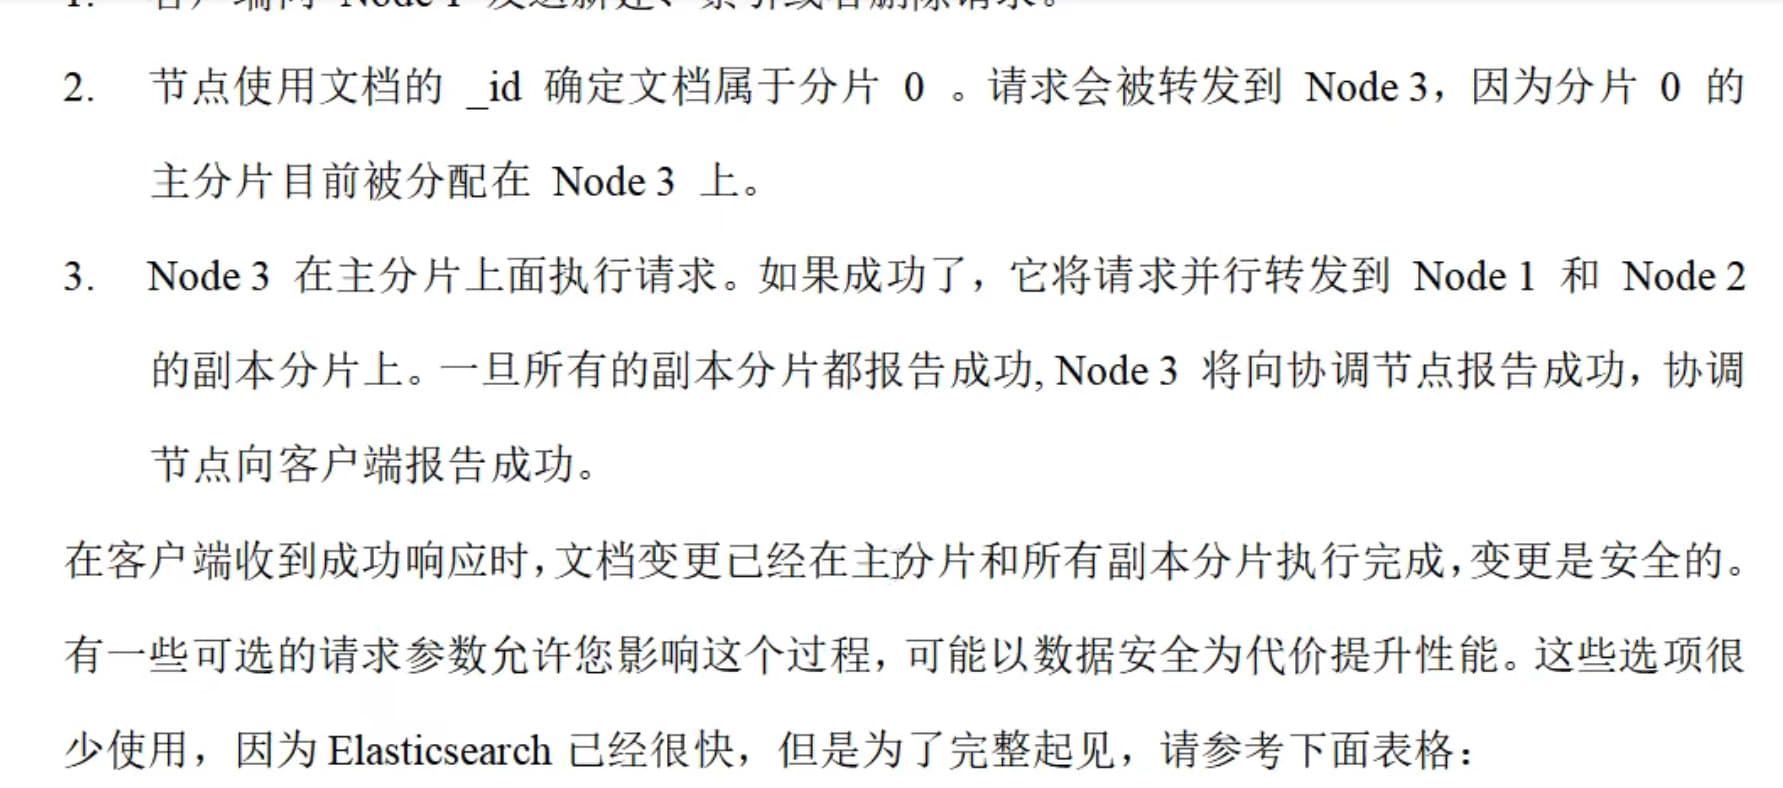 2. 节点使用文档的 _id 确定文档属于分片 0 。请求会被转发到 Node 3，因为分片 0 的
主分片目前被分配在 Node 3 上。
3. Node 3 在主分片上面执行请求。如果成功了，它将请求并行转发到 Node 1 和 Node 2
的副本分片上。一旦所有的副本分片都报告成功, Node 3 将向协调节点报告成功，协调
节点向客户端报告成功。
在客户端收到成功响应时,文档变更已经在主分片和所有副本分片执行完成,变更是安全的。
有一些可选的请求参数允许您影响这个过程，可能以数据安全为代价提升性能。这些选项很
少使用，因为 Elasticsearch 已经很快，但是为了完整起见，请参考下面表格：